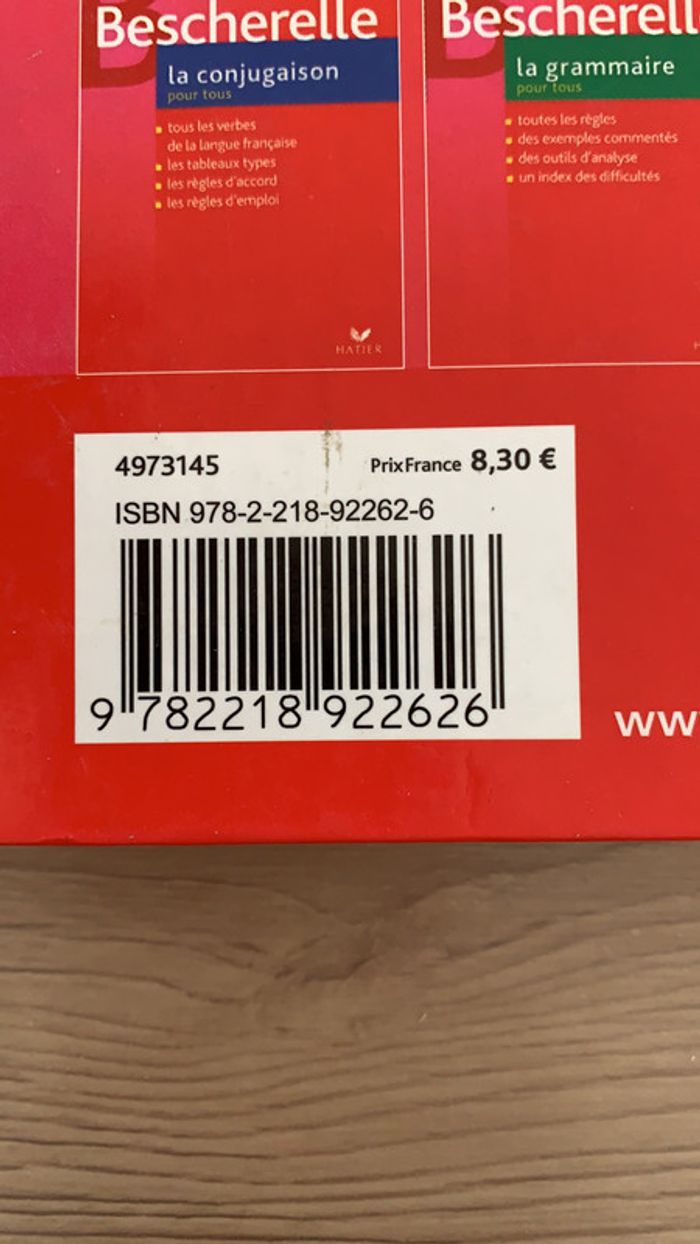 Bescherelle
la conjugaison
pour tous
tous les verbes
de la langue française
les tableaux types
les règles d'accord
les règles d'emploi
HATIER
Bescherell
la grammaire
pour tous
toutes les règles
des exemples commentés
des outils d'analyse
un index des difficultés
H
4973145
PrixFrance 8,30 €
ISBN 978-2-218-92262-6
9 782218 922626
ww